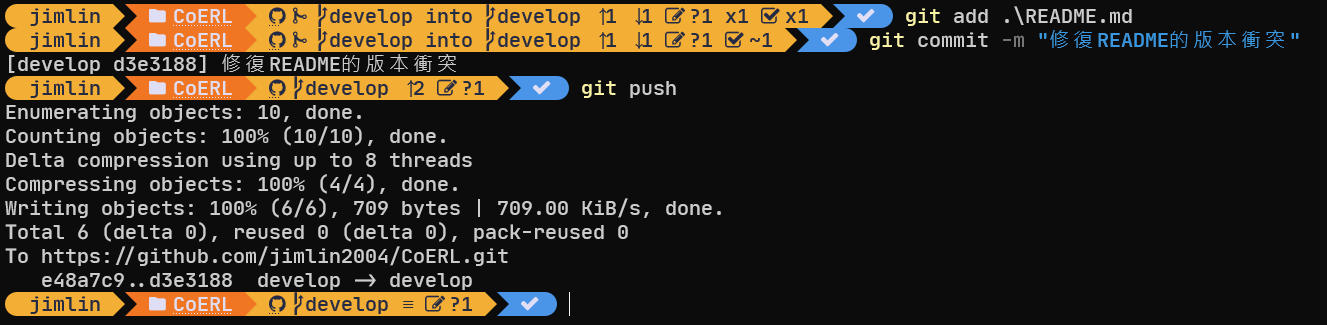 jimlin CoERL develop into develop ↑1 ↓1 ?1 x1 x1 git add .\README.md
jimlin CoERL develop into develop ↑1 ↓1 ?1 ~1 git commit -m "修復README的版本衝突"
[develop d3e3188] 修復README的版本衝突
jimlin CoERL develop ↑2 ?1 git push
Enumerating objects: 10, done.
Counting objects: 100% (10/10), done.
Delta compression using up to 8 threads
Compressing objects: 100% (4/4), done.
Writing objects: 100% (6/6), 709 bytes | 709.00 KiB/s, done.
Total 6 (delta 0), reused 0 (delta 0), pack-reused 0
To https://github.com/jimlin2004/CoERL.git
e48a7c9..d3e3188 develop -> develop
jimlin CoERL develop ≡ ?1